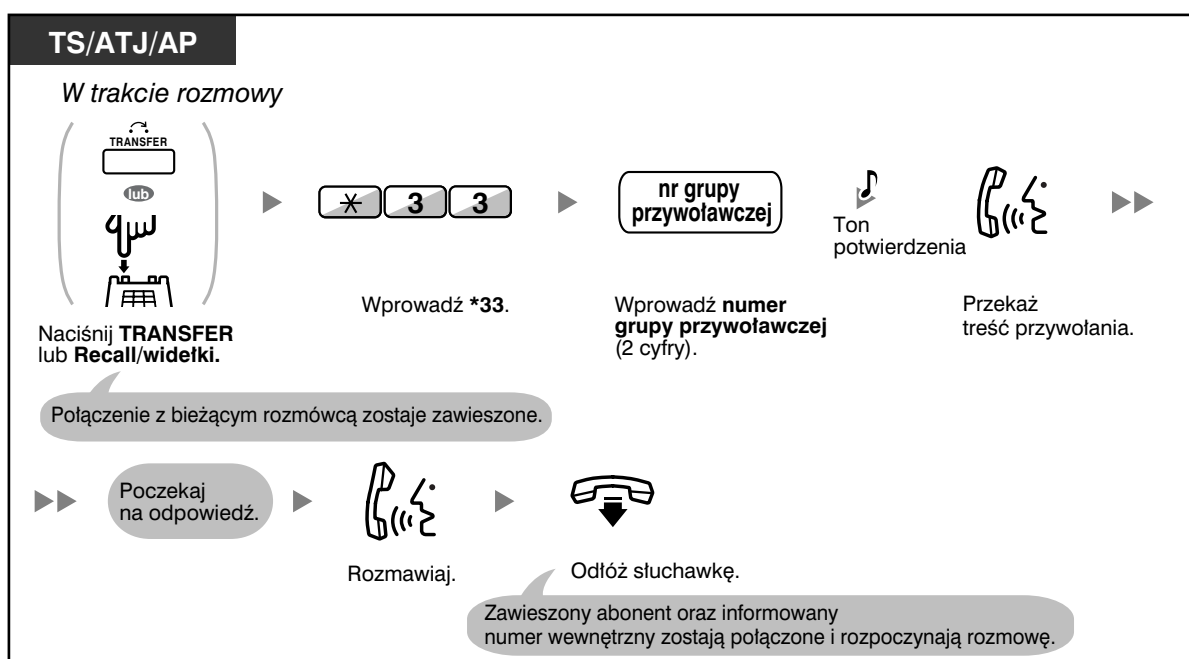 TS/ATJ/AP
W trakcie rozmowy
TRANSFER
lub
Naciśnij TRANSFER
lub Recall/widełki.
Połączenie z bieżącym rozmówcą zostaje zawieszone.
* 3 3
Wprowadź *33.
nr grupy
przywoławczej
Wprowadź numer
grupy przywoławczej
(2 cyfry).
Ton
potwierdzenia
Przekaż
treść przywołania.
Poczekaj
na odpowiedź.
Rozmawiaj.
Odłóż słuchawkę.
Zawieszony abonent oraz informowany
numer wewnętrzny zostają połączone i rozpoczynają rozmowę.